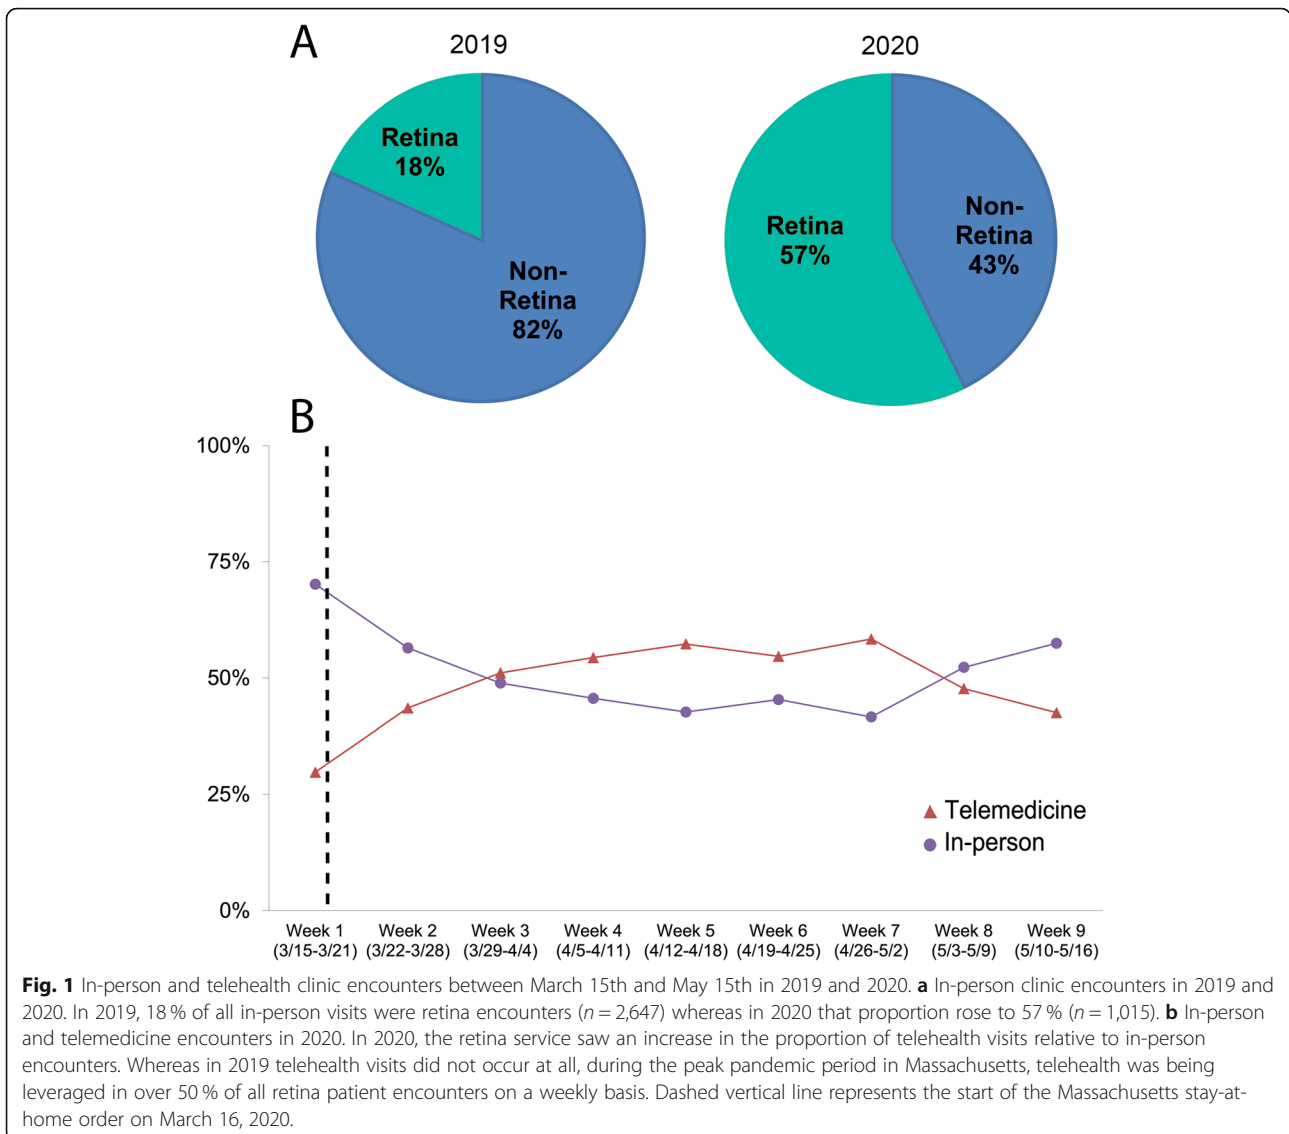 A
2019
2020
Retina
18%
Non-
Retina
82%
Retina
57%
Non-
Retina
43%
B
100%
75%
50%
25%
0%
Telemedicine
In-person
Week 1 Week 2 Week 3 Week 4 Week 5 Week 6 Week 7 Week 8 Week 9
(3/15-3/21) (3/22-3/28) (3/29-4/4) (4/5-4/11) (4/12-4/18) (4/19-4/25) (4/26-5/2) (5/3-5/9) (5/10-5/16)
Fig. 1 In-person and telehealth clinic encounters between March 15th and May 15th in 2019 and 2020. a In-person clinic encounters in 2019 and
2020. In 2019, 18 % of all in-person visits were retina encounters (n = 2,647) whereas in 2020 that proportion rose to 57 % (n = 1,015). b In-person
and telemedicine encounters in 2020. In 2020, the retina service saw an increase in the proportion of telehealth visits relative to in-person
encounters. Whereas in 2019 telehealth visits did not occur at all, during the peak pandemic period in Massachusetts, telehealth was being
leveraged in over 50 % of all retina patient encounters on a weekly basis. Dashed vertical line represents the start of the Massachusetts stay-at-
home order on March 16, 2020.